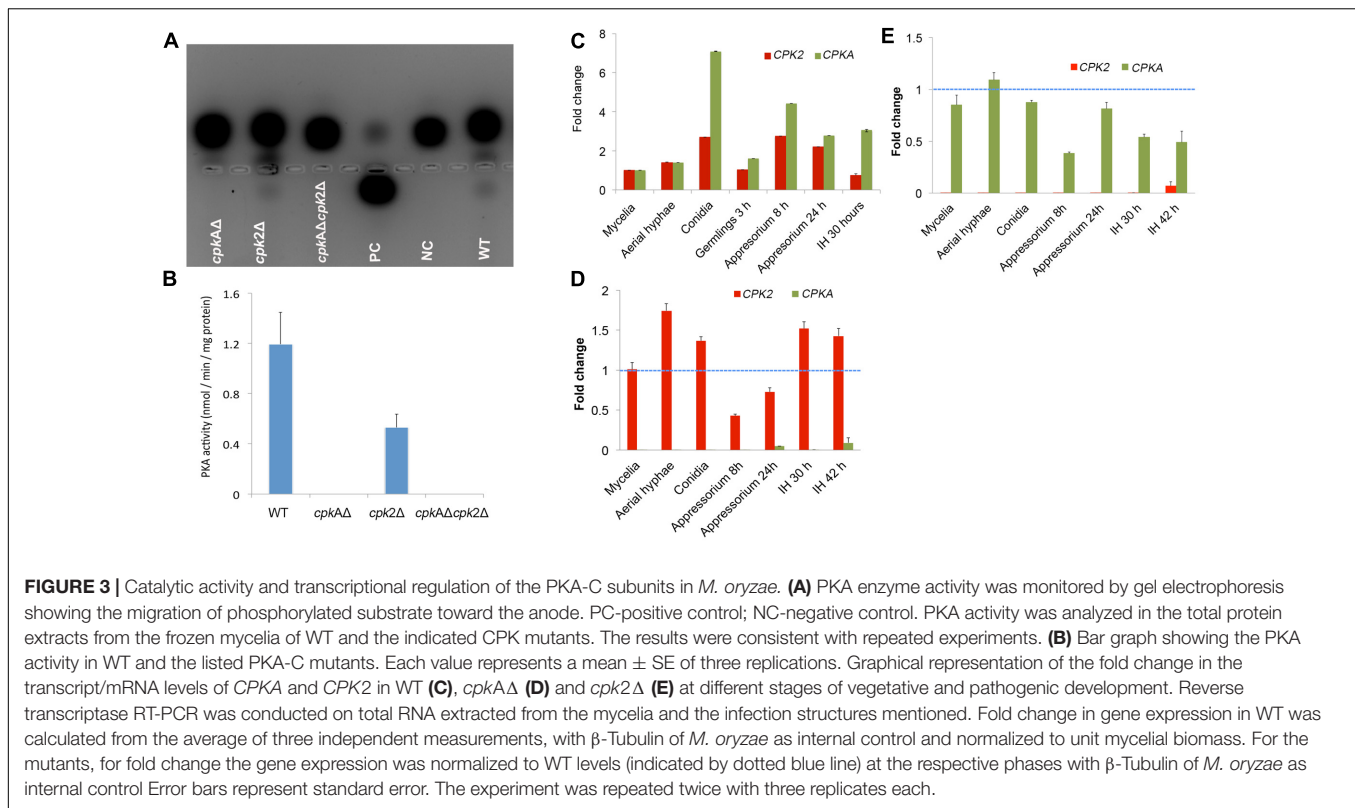 A
cpkAΔ
cpk2Δ
cpkAΔcpk2Δ
PC
NC
WT
B
PKA activity (nmol / min / mg protein)
1.6
1.2
0.8
0.4
0
WT
cpkAΔ
cpk2Δ
cpkAΔcpk2Δ
C
Fold change
8
6
4
2
0
CPK2
CPKA
Mycelia
Aerial hyphae
Conidia
Germlings 3 h
Appresorium 8 h
Appresorium 24 h
IH 30 hours
D
Fold change
2
1.5
1
0.5
0
CPK2
CPKA
Mycelia
Aerial hyphae
Conidia
Appressorium 8h
Appressorium 24h
IH 30 h
IH 42 h
E
Fold change
1.5
1
0.5
0
CPK2
CPKA
Mycelia
Aerial hyphae
Conidia
Appressorium 8h
Appressorium 24h
IH 30 h
IH 42 h
FIGURE 3 | Catalytic activity and transcriptional regulation of the PKA-C subunits in M. oryzae. (A) PKA enzyme activity was monitored by gel electrophoresis
showing the migration of phosphorylated substrate toward the anode. PC-positive control; NC-negative control. PKA activity was analyzed in the total protein
extracts from the frozen mycelia of WT and the indicated CPK mutants. The results were consistent with repeated experiments. (B) Bar graph showing the PKA
activity in WT and the listed PKA-C mutants. Each value represents a mean ± SE of three replications. Graphical representation of the fold change in the
transcript/mRNA levels of CPKA and CPK2 in WT (C), cpkAΔ (D) and cpk2Δ (E) at different stages of vegetative and pathogenic development. Reverse
transcriptase RT-PCR was conducted on total RNA extracted from the mycelia and the infection structures mentioned. Fold change in gene expression in WT was
calculated from the average of three independent measurements, with β-Tubulin of M. oryzae as internal control and normalized to unit mycelial biomass. For the
mutants, for fold change the gene expression was normalized to WT levels (indicated by dotted blue line) at the respective phases with β-Tubulin of M. oryzae as
internal control Error bars represent standard error. The experiment was repeated twice with three replicates each.